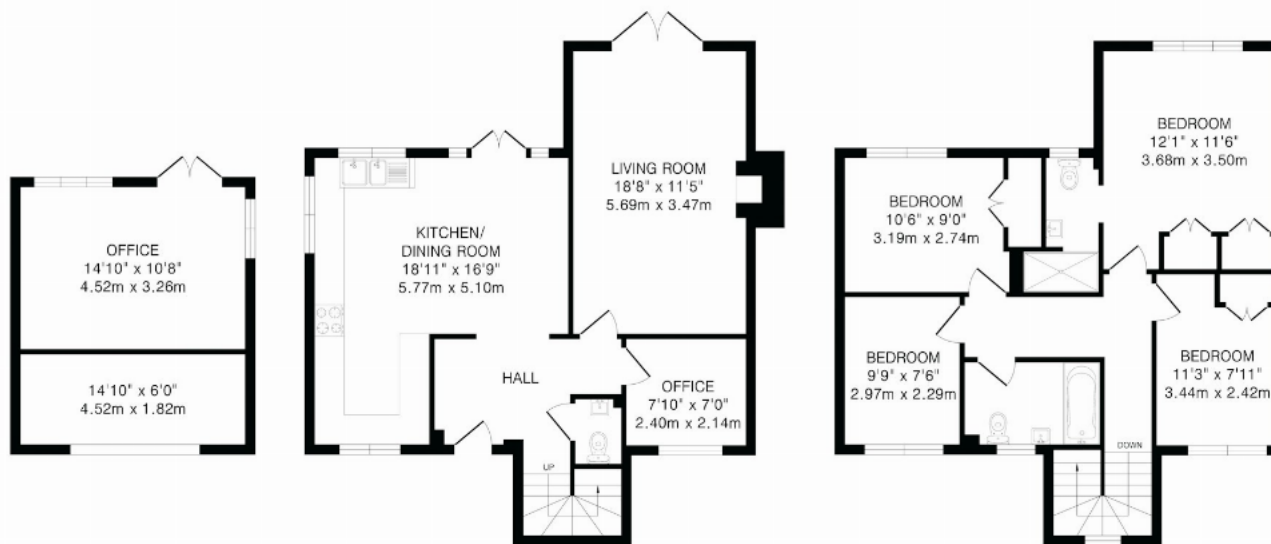 OFFICE
14'10" x 10'8"
4.52m x 3.26m
14'10" x 6'0"
4.52m x 1.82m
KITCHEN/
DINING ROOM
18'11" x 16'9"
5.77m x 5.10m
LIVING ROOM
18'8" x 11'5"
5.69m x 3.47m
HALL
OFFICE
7'10" x 7'0"
2.40m x 2.14m
UP
BEDROOM
10'6" x 9'0"
3.19m x 2.74m
BEDROOM
12'1" x 11'6"
3.68m x 3.50m
BEDROOM
9'9" x 7'6"
2.97m x 2.29m
BEDROOM
11'3" x 7'11"
3.44m x 2.42m
DOWN